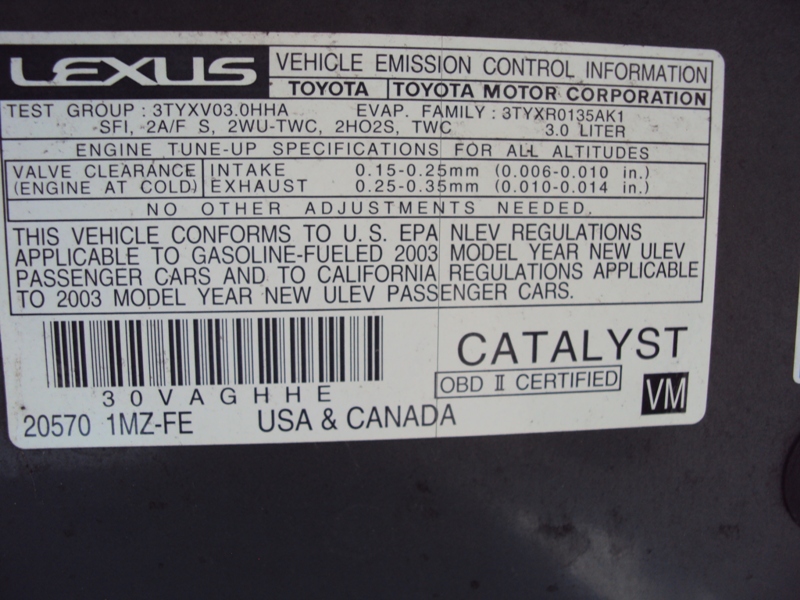 LEXUS
VEHICLE EMISSION CONTROL INFORMATION
TOYOTA TOYOTA MOTOR CORPORATION
TEST GROUP : 3TYXV03.0HHA EVAP. FAMILY : 3TYXR0135AK1
SFI, 2A/F S, 2WU-TWC, 2HO2S, TWC 3.0 LITER
ENGINE TUNE-UP SPECIFICATIONS FOR ALL ALTITUDES
VALVE CLEARANCE INTAKE 0.15-0.25mm (0.006-0.010 in.)
(ENGINE AT COLD) EXHAUST 0.25-0.35mm (0.010-0.014 in.)
NO OTHER ADJUSTMENTS NEEDED.
THIS VEHICLE CONFORMS TO U.S. EPA NLEV REGULATIONS
APPLICABLE TO GASOLINE-FUELED 2003 MODEL YEAR NEW ULEV
PASSENGER CARS AND TO CALIFORNIA REGULATIONS APPLICABLE
TO 2003 MODEL YEAR NEW ULEV PASSENGER CARS.
CATALYST
OBD II CERTIFIED
VM
30VAGHHE
20570 1MZ-FE USA & CANADA